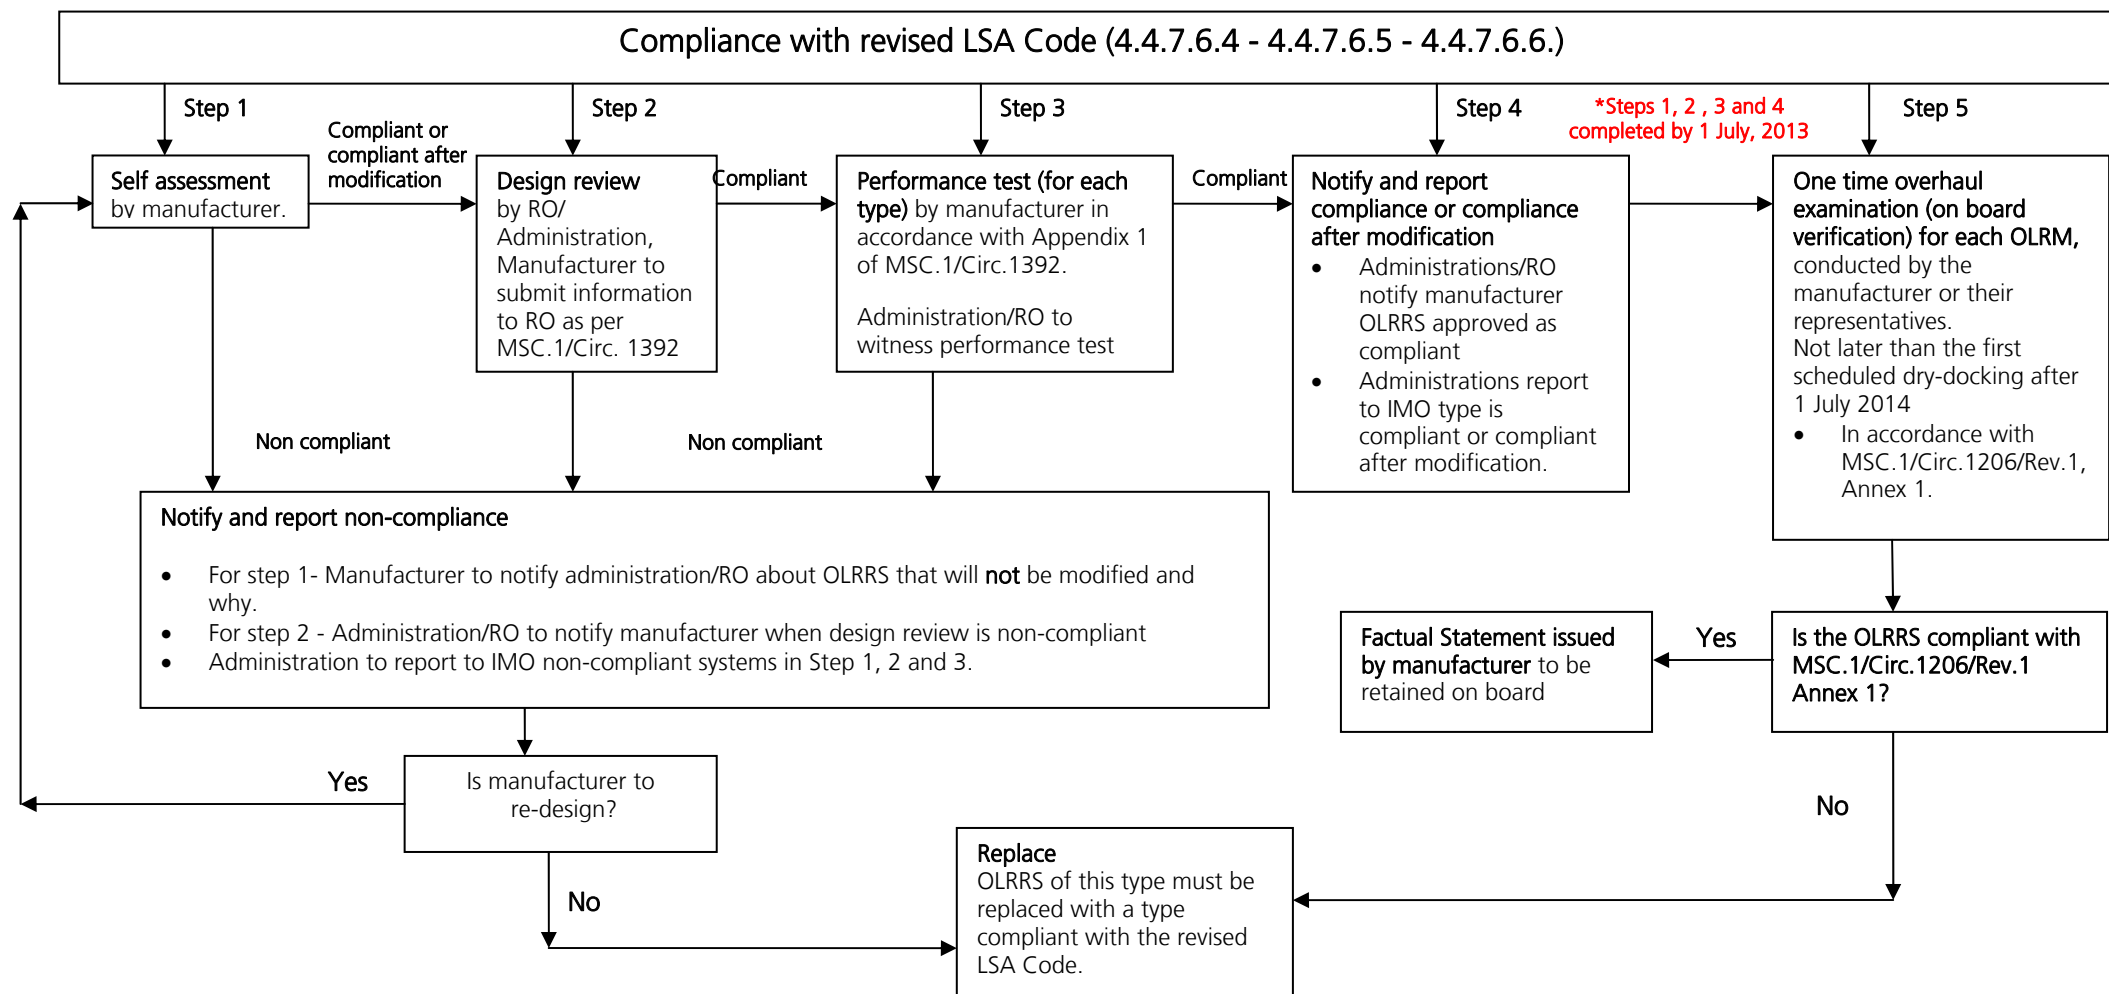 Compliance with revised LSA Code (4.4.7.6.4 - 4.4.7.6.5 - 4.4.7.6.6.)
Step 1
Step 2
Step 3
Step 4
*Steps 1, 2 , 3 and 4
completed by 1 July, 2013
Step 5
Self assessment
by manufacturer.
Compliant or
compliant after
modification
Design review
by RO/
Administration,
Manufacturer to
submit information
to RO as per
MSC.1/Circ. 1392
Compliant
Performance test (for each
type) by manufacturer in
accordance with Appendix 1
of MSC.1/Circ.1392.
Administration/RO to
witness performance test
Compliant
Notify and report
compliance or compliance
after modification
• Administrations/RO
notify manufacturer
OLRRS approved as
compliant
• Administrations report
to IMO type is
compliant or compliant
after modification.
One time overhaul
examination (on board
verification) for each OLRM,
conducted by the
manufacturer or their
representatives.
Not later than the first
scheduled dry-docking after
1 July 2014
• In accordance with
MSC.1/Circ.1206/Rev.1,
Annex 1.
Non compliant
Non compliant
Notify and report non-compliance
• For step 1- Manufacturer to notify administration/RO about OLRRS that will not be modified and
why.
• For step 2 - Administration/RO to notify manufacturer when design review is non-compliant
• Administration to report to IMO non-compliant systems in Step 1, 2 and 3.
Factual Statement issued
by manufacturer to be
retained on board
Yes
Is the OLRRS compliant with
MSC.1/Circ.1206/Rev.1
Annex 1?
Yes
Is manufacturer to
re-design?
No
No
Replace
OLRRS of this type must be
replaced with a type
compliant with the revised
LSA Code.